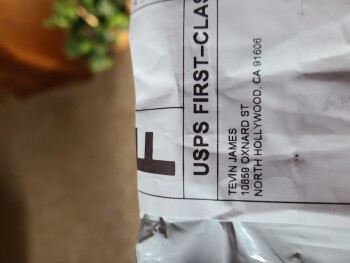 F
USPS FIRST-CLAS
TEVIN JAMES
10859 OXNARD ST
NORTH HOLLYWOOD, CA 91606